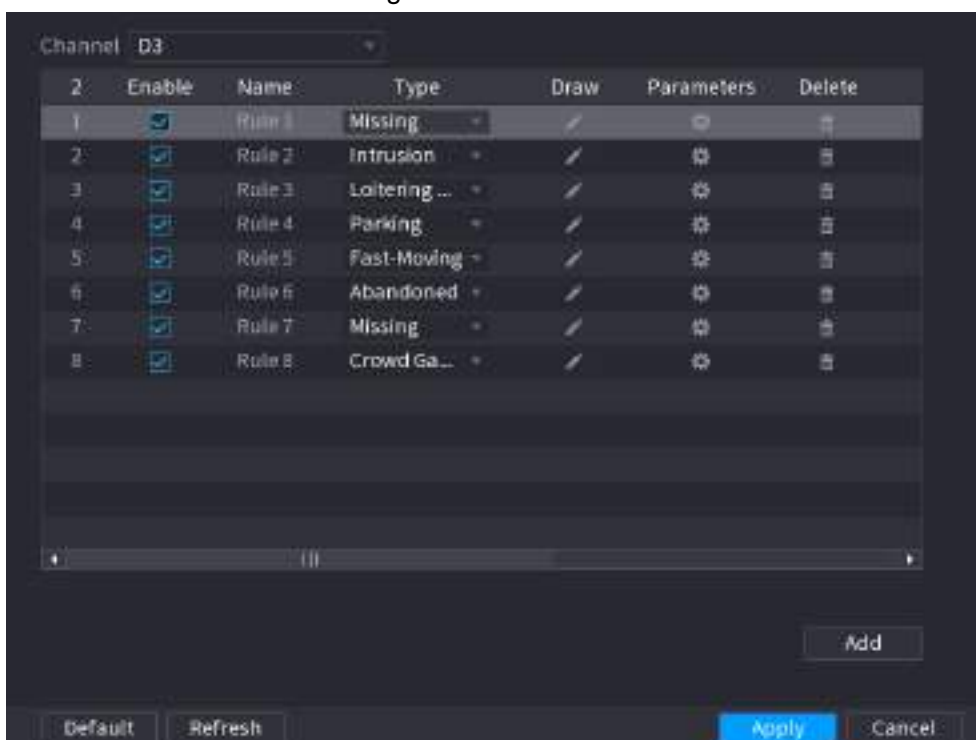 Channel D3
2 Enable Name Type Draw Parameters Delete
1 Rule 1 Missing
2 Rule 2 Intrusion
3 Rule 3 Loitering ...
4 Rule 4 Parking
5 Rule 5 Fast-Moving
6 Rule 6 Abandoned
7 Rule 7 Missing
8 Rule 8 Crowd Ga...
Add
Default Refresh Apply Cancel